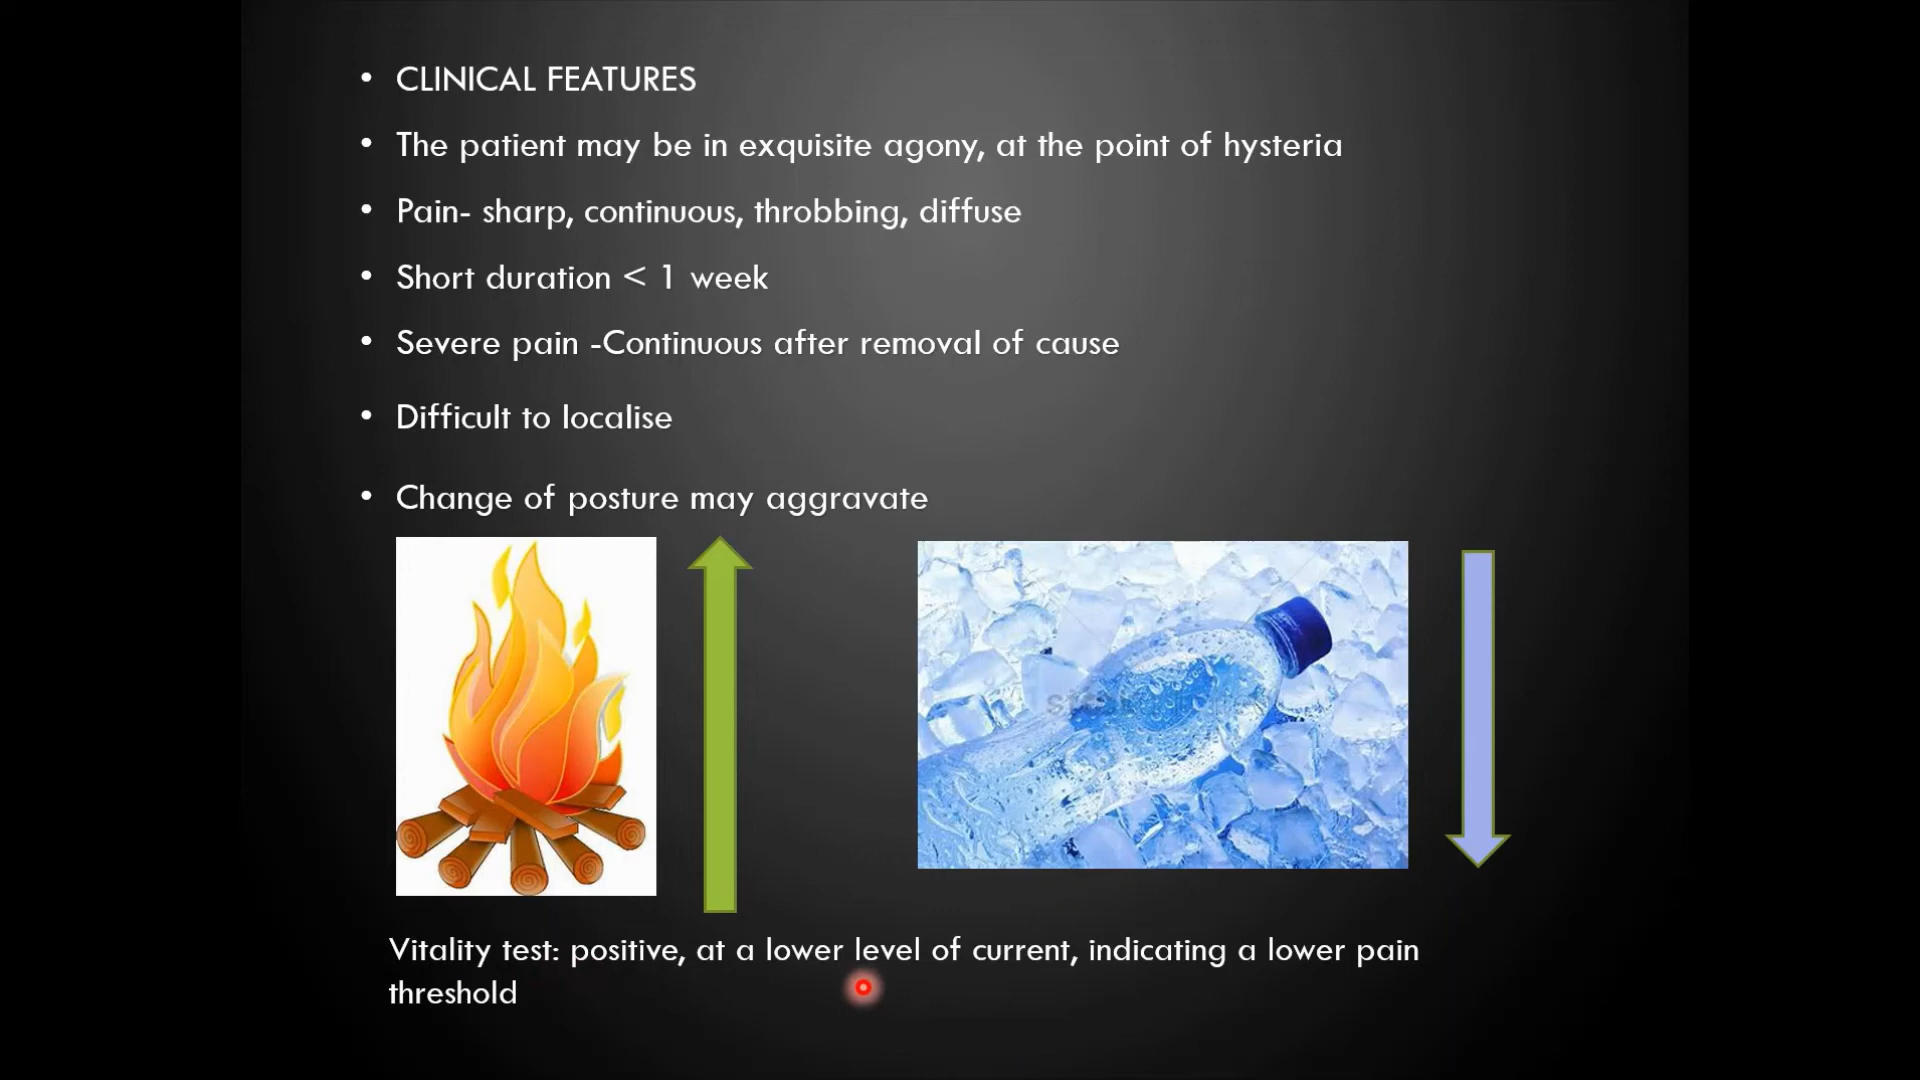 • CLINICAL FEATURES
• The patient may be in exquisite agony, at the point of hysteria
• Pain- sharp, continuous, throbbing, diffuse
• Short duration < 1 week
• Severe pain -Continuous after removal of cause
• Difficult to localise
• Change of posture may aggravate
Vitality test: positive, at a lower level of current, indicating a lower pain
threshold